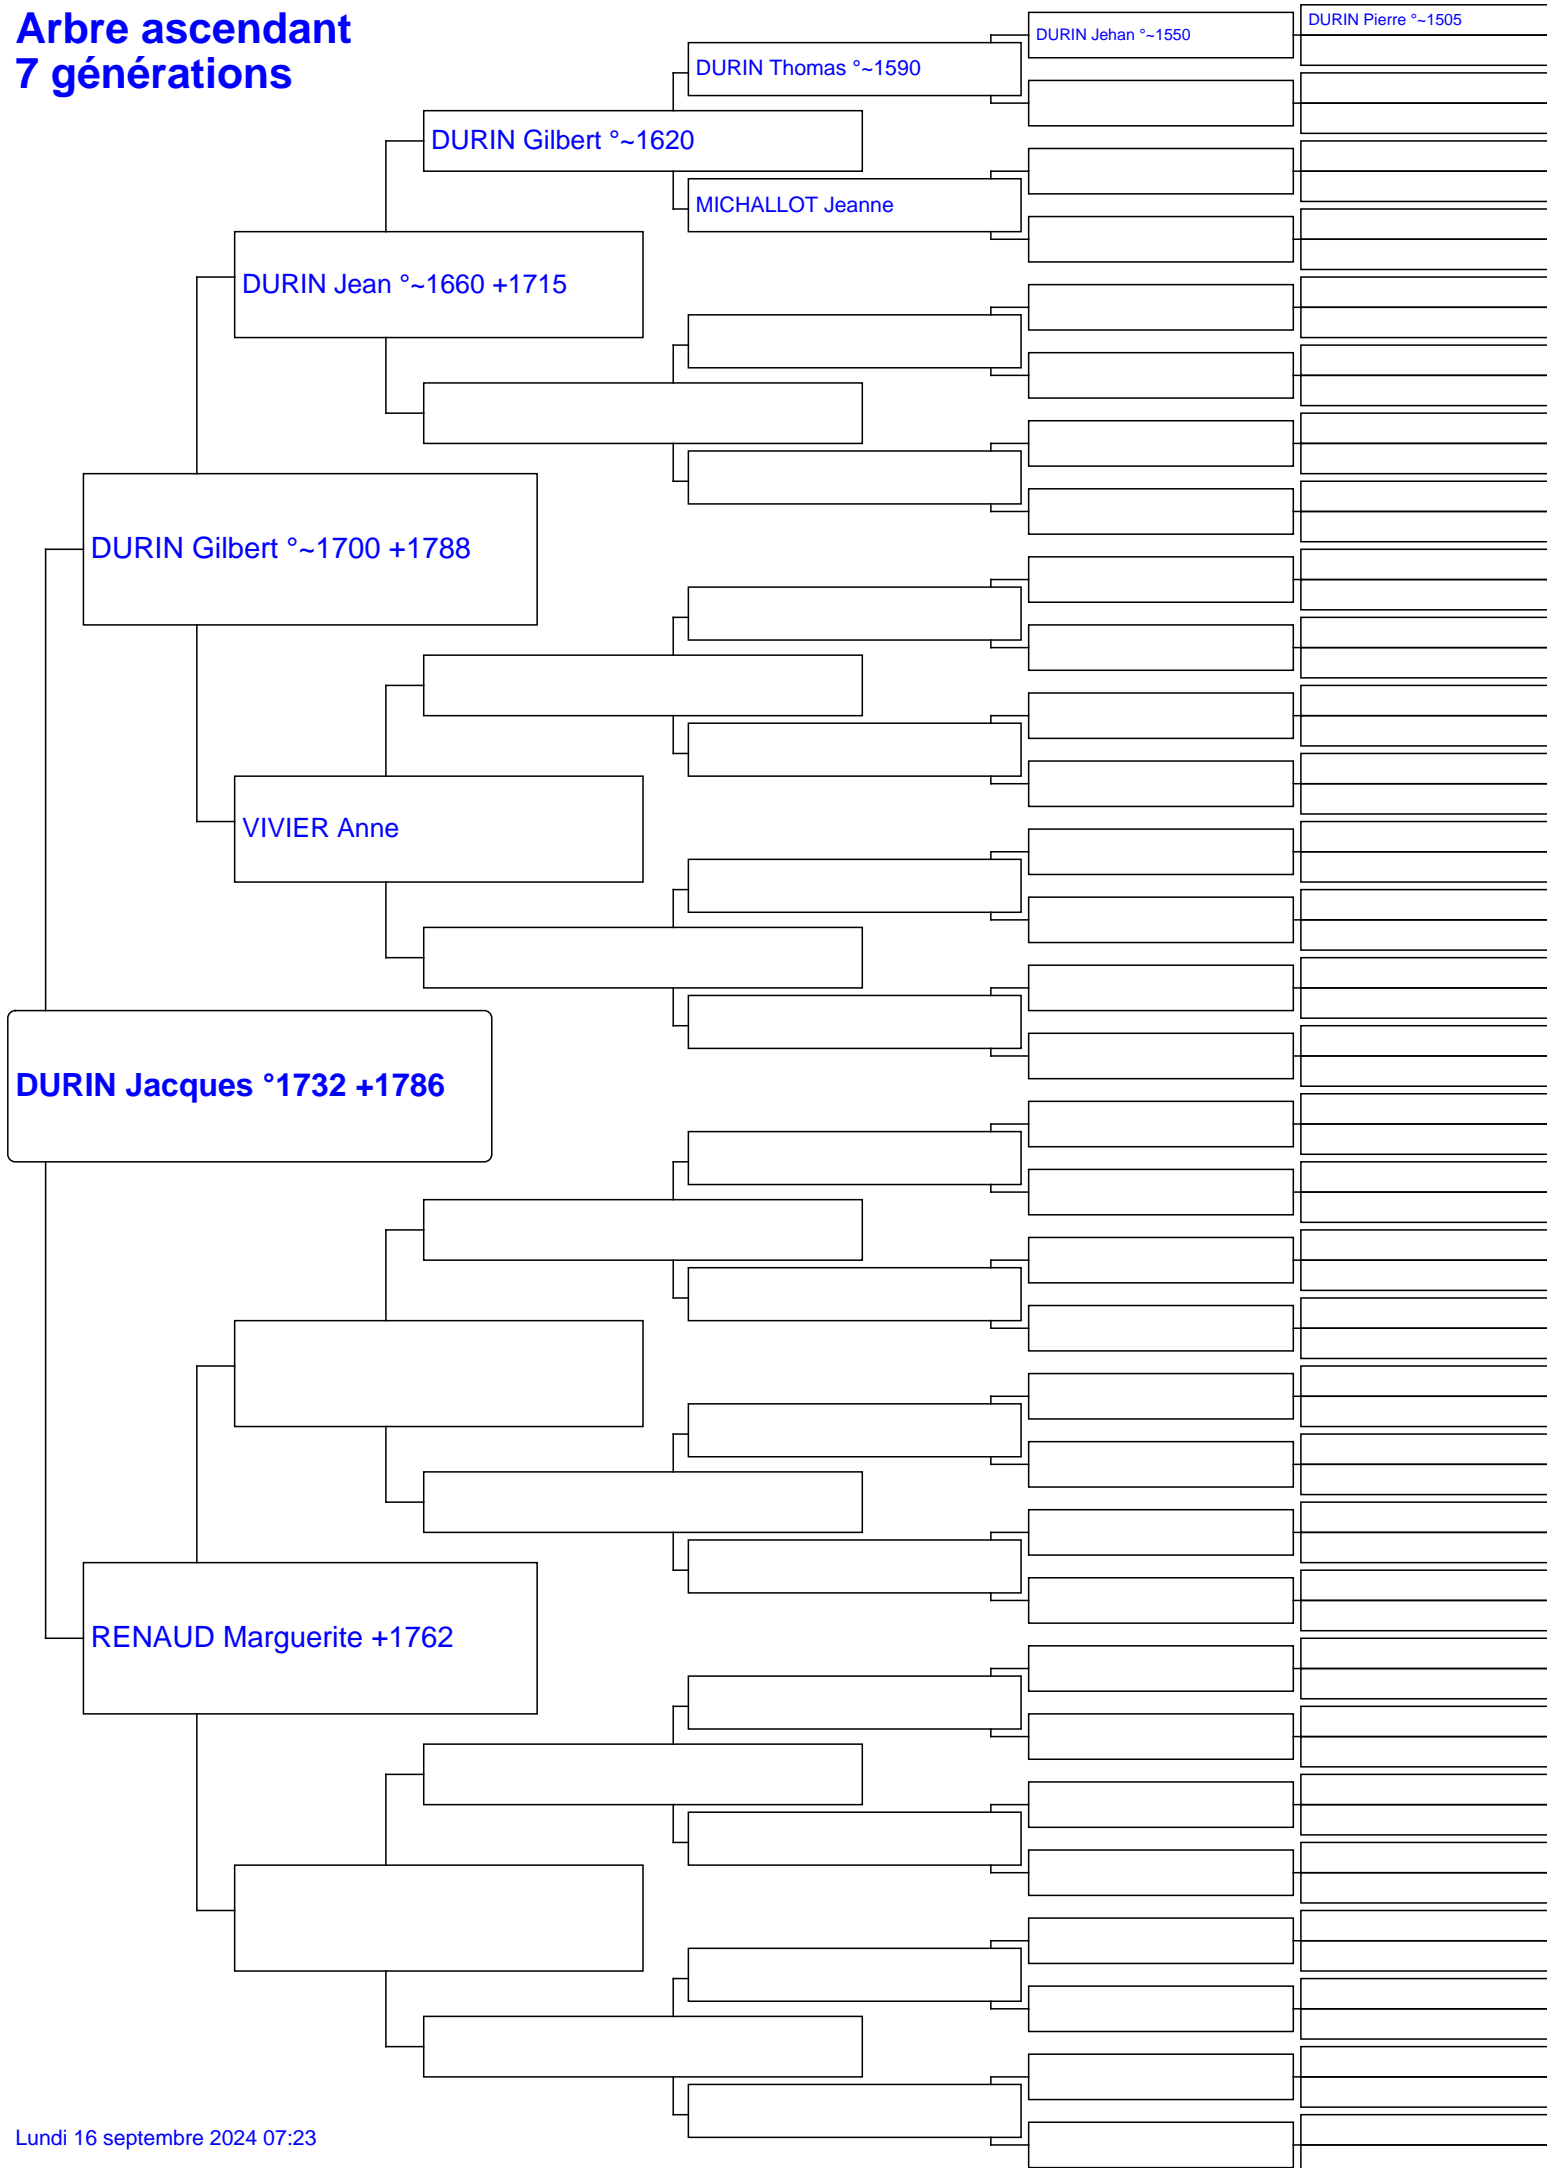 Arbre ascendant
7 générations
DURIN Pierre °~1505
DURIN Jehan °~1550
DURIN Thomas °~1590
DURIN Gilbert °~1620
MICHALLOT Jeanne
DURIN Jean °~1660 +1715
DURIN Gilbert °~1700 +1788
VIVIER Anne
DURIN Jacques °1732 +1786
RENAUD Marguerite +1762
Lundi 16 septembre 2024 07:23